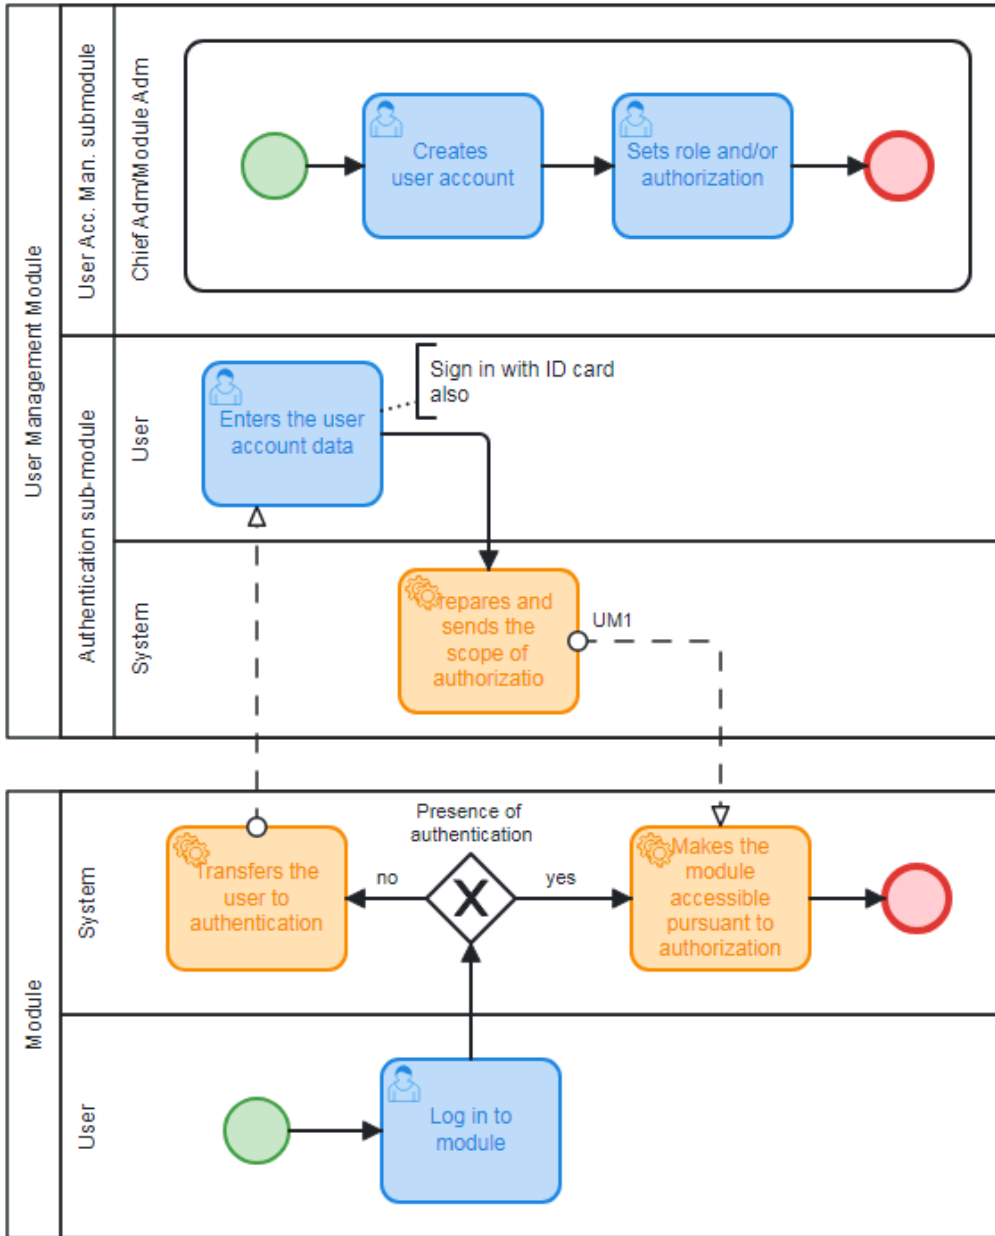 User Management Module
User Acc. Man. submodule
Chief Adm/Module Adm
Creates
user account
Sets role and/or
authorization
Authentication sub-module
User
Enters the user
account data
Sign in with ID card
also
System
repares and
sends the
scope of
authorizatio
UM1
Module
System
Transfers the
user to
authentication
no
Presence of
authentication
yes
Makes the
module
accessible
pursuant to
authorization
User
Log in to
module